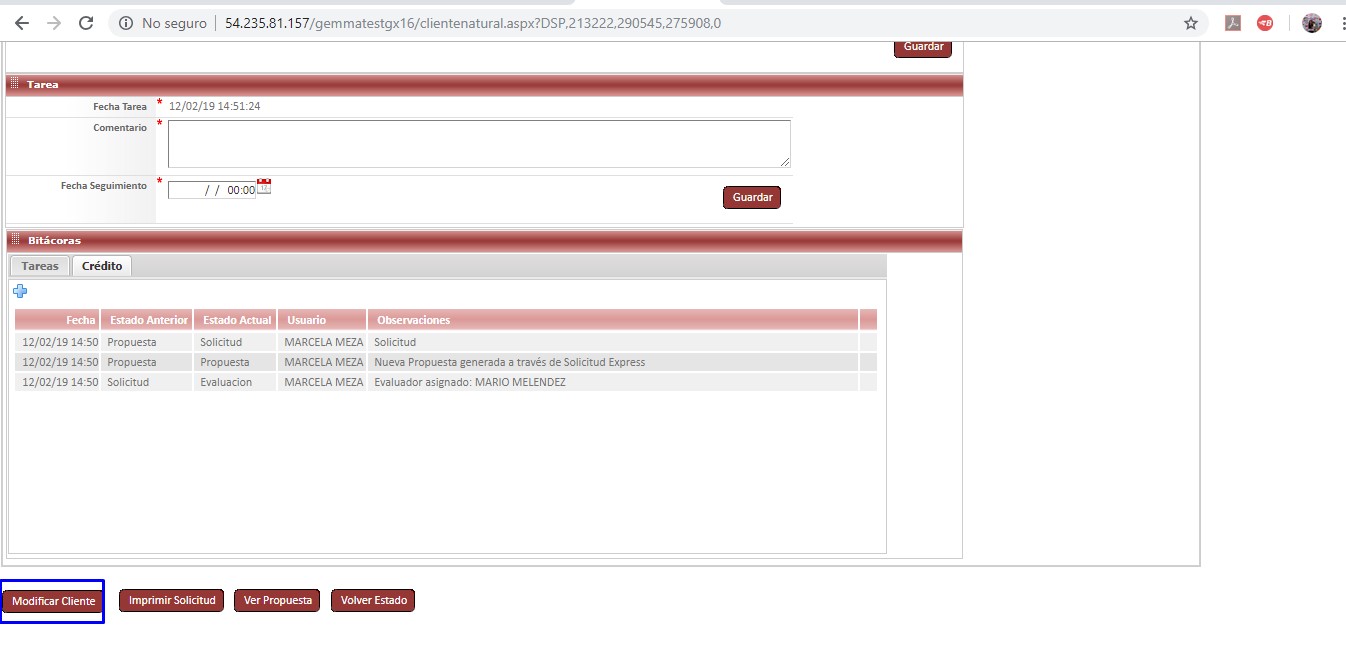 No seguro | 54.235.81.157/gemmatestgx16/clientenatural.aspx?DSP,213222,290545,275908,0
Guardar
Tarea
Fecha Tarea * 12/02/19 14:51:24
Comentario *
Fecha Seguimiento * / / 00:00
Guardar
Bitácoras
Tareas Crédito
Fecha Estado Anterior Estado Actual Usuario Observaciones
12/02/19 14:50 Propuesta Solicitud MARCELA MEZA Solicitud
12/02/19 14:50 Propuesta Propuesta MARCELA MEZA Nueva Propuesta generada a través de Solicitud Express
12/02/19 14:50 Solicitud Evaluacion MARCELA MEZA Evaluador asignado: MARIO MELENDEZ
Modificar Cliente Imprimir Solicitud Ver Propuesta Volver Estado